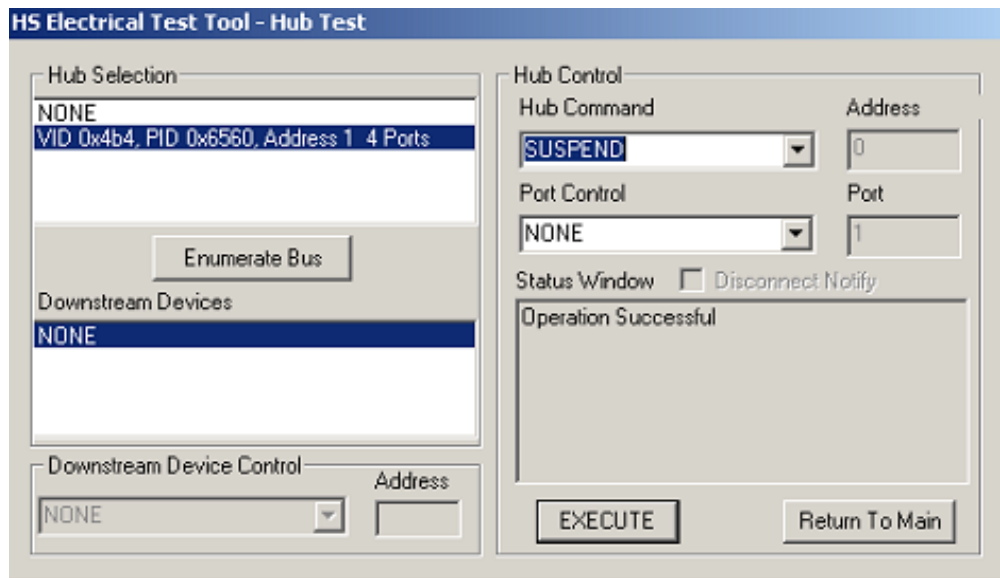 HS Electrical Test Tool - Hub Test
Hub Selection
NONE
VID 0x4b4, PID 0x6560, Address 1 4 Ports
Enumerate Bus
Downstream Devices
NONE
Downstream Device Control
Address
NONE
Hub Control
Hub Command Address
SUSPEND 0
Port Control Port
NONE 1
Status Window Disconnect Notify
Operation Successful
EXECUTE Return To Main